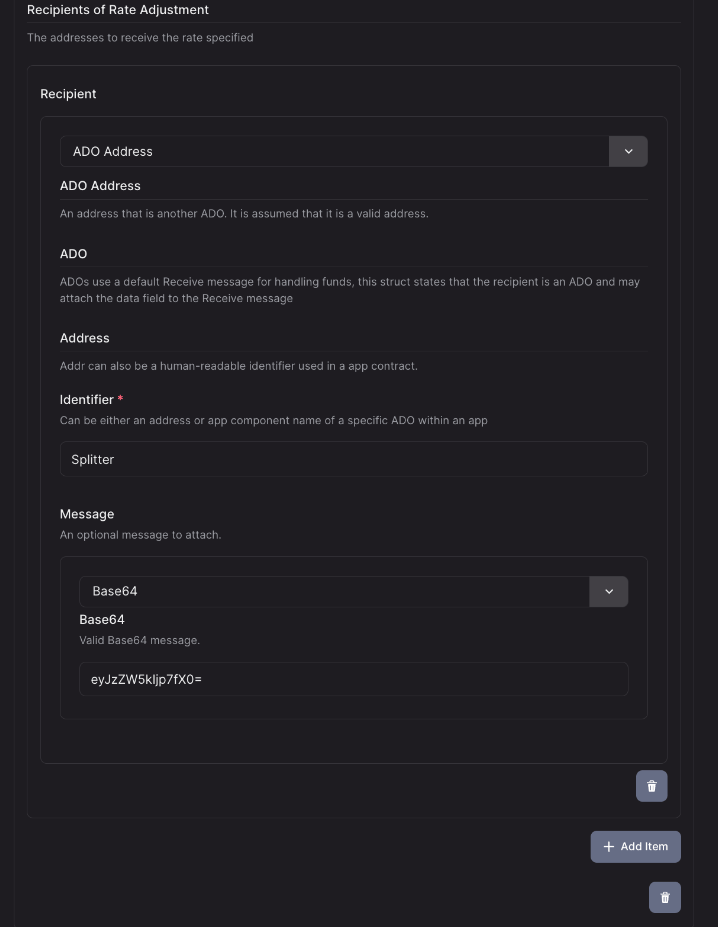 Recipients of Rate Adjustment
The addresses to receive the rate specified
Recipient
ADO Address
ADO Address
An address that is another ADO. It is assumed that it is a valid address.
ADO
ADOs use a default Receive message for handling funds, this struct states that the recipient is an ADO and may
attach the data field to the Receive message
Address
Addr can also be a human-readable identifier used in a app contract.
Identifier *
Can be either an address or app component name of a specific ADO within an app
Splitter
Message
An optional message to attach.
Base64
Base64
Valid Base64 message.
eyJzZW5kIjp7fX0=
Add Item